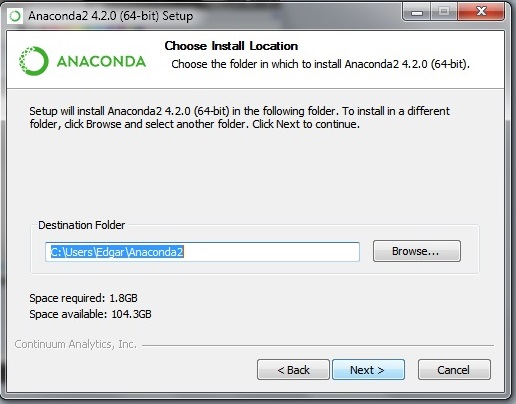 Anaconda2 4.2.0 (64-bit) Setup
ANACONDA
Choose Install Location
Choose the folder in which to install Anaconda2 4.2.0 (64-bit).
Setup will install Anaconda2 4.2.0 (64-bit) in the following folder. To install in a different
folder, click Browse and select another folder. Click Next to continue.
Destination Folder
C:\Users\Edgar\Anaconda2
Browse...
Space required: 1.8GB
Space available: 104.3GB
Continuum Analytics, Inc.
< Back
Next >
Cancel